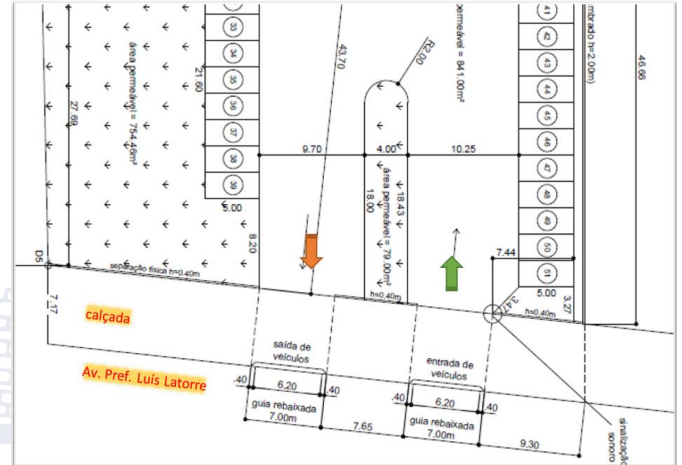 33
34
35
36
37
38
39
5.00
área permeável = 754.46m²
27.69
21.60
8.20
43.70
R2.00
9.70
4.00
10.25
área permeável = 79.00m²
18.00
18.43
ermeável = 841.00m²
41
42
43
44
45
46
47
48
49
50
51
5.00
mbrado h=2.00m)
46.66
7.44
3.47
3.27
h=0.40m
h=0.40m
D5
separação física h=0.40m
7.17
calçada
Av. Pref. Luís Latorre
saída de
veículos
entrada de
veículos
.40
6.20
.40
guia rebaixada
7.00m
7.65
.40
6.20
.40
guia rebaixada
7.00m
9.30
sinalização
sonoro